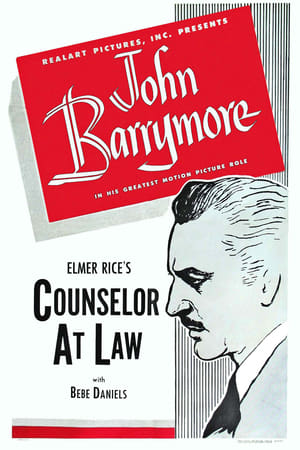 REALART PICTURES, INC. PRESENTS
John
Barrymore
IN HIS GREATEST MOTION PICTURE ROLE
ELMER RICE'S
COUNSELOR
AT LAW
with
BEBE DANIELS